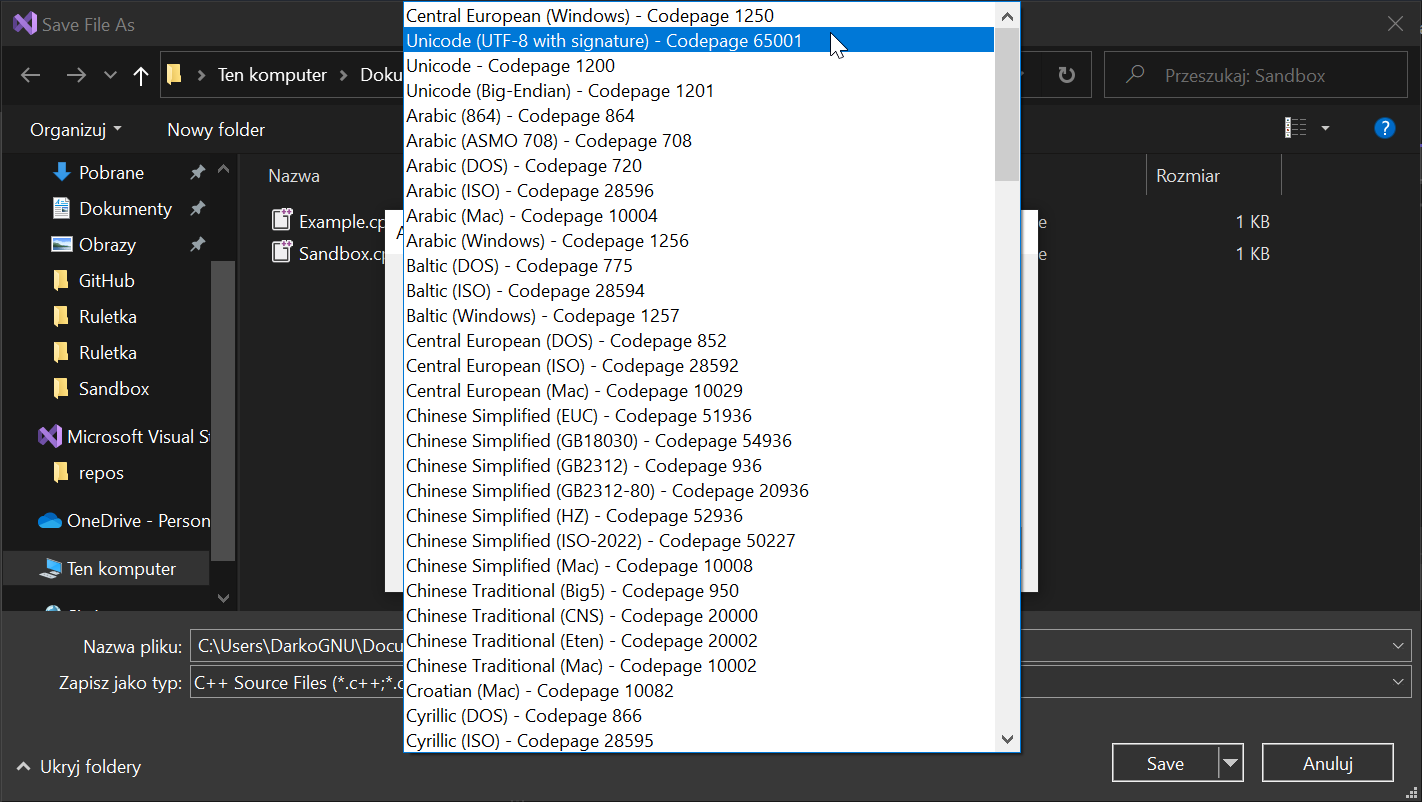 Save File As
Ten komputer
Doku
Przeszukaj: Sandbox
Organizuj
Nowy folder
Pobrane
Dokumenty
Obrazy
GitHub
Ruletka
Ruletka
Sandbox
Microsoft Visual S
repos
OneDrive - Person
Ten komputer
Nazwa
Rozmiar
Example.cp
e
1 KB
Sandbox.cp
e
1 KB
Central European (Windows) - Codepage 1250
Unicode (UTF-8 with signature) - Codepage 65001
Unicode - Codepage 1200
Unicode (Big-Endian) - Codepage 1201
Arabic (864) - Codepage 864
Arabic (ASMO 708) - Codepage 708
Arabic (DOS) - Codepage 720
Arabic (ISO) - Codepage 28596
Arabic (Mac) - Codepage 10004
Arabic (Windows) - Codepage 1256
Baltic (DOS) - Codepage 775
Baltic (ISO) - Codepage 28594
Baltic (Windows) - Codepage 1257
Central European (DOS) - Codepage 852
Central European (ISO) - Codepage 28592
Central European (Mac) - Codepage 10029
Chinese Simplified (EUC) - Codepage 51936
Chinese Simplified (GB18030) - Codepage 54936
Chinese Simplified (GB2312) - Codepage 936
Chinese Simplified (GB2312-80) - Codepage 20936
Chinese Simplified (HZ) - Codepage 52936
Chinese Simplified (ISO-2022) - Codepage 50227
Chinese Simplified (Mac) - Codepage 10008
Chinese Traditional (Big5) - Codepage 950
Chinese Traditional (CNS) - Codepage 20000
Chinese Traditional (Eten) - Codepage 20002
Chinese Traditional (Mac) - Codepage 10002
Croatian (Mac) - Codepage 10082
Cyrillic (DOS) - Codepage 866
Cyrillic (ISO) - Codepage 28595
Nazwa pliku: C:\Users\DarkoGNU\Docu
Zapisz jako typ: C++ Source Files (*.c++;*.c
Ukryj foldery
Save
Anuluj